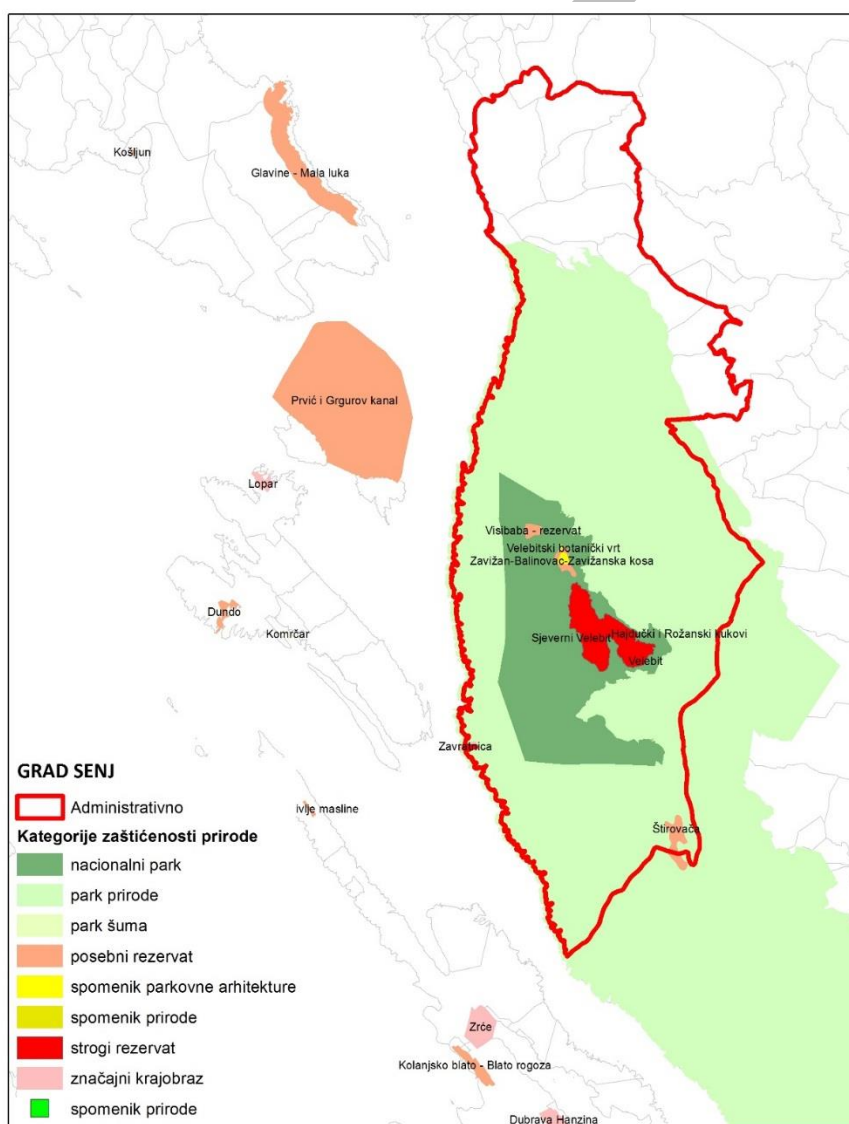 Košljun
Glavine - Mala luka
Prvić i Grgurov kanal
Lopar
Visibaba - rezervat
Velebitski botanički vrt
Zavižan-Balinovac-Zavižanska kosa
Dundo
Komrčar
Sjeverni Velebit
Hajdučki i Rožanski kukovi
Velebit
Zavratnica
ivlje masline
Štirovača
Zrće
Kolanjsko blato - Blato rogoza
Dubrava Hanzina
GRAD SENJ
Administrativno
Kategorije zaštićenosti prirode
nacionalni park
park prirode
park šuma
posebni rezervat
spomenik parkovne arhitekture
spomenik prirode
strogi rezervat
značajni krajobraz
spomenik prirode